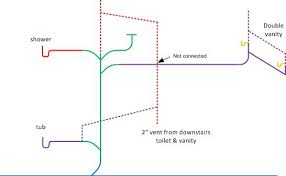 Double
vanity
shower
Not connected
tub
2" vent from downstairs
toilet & vanity